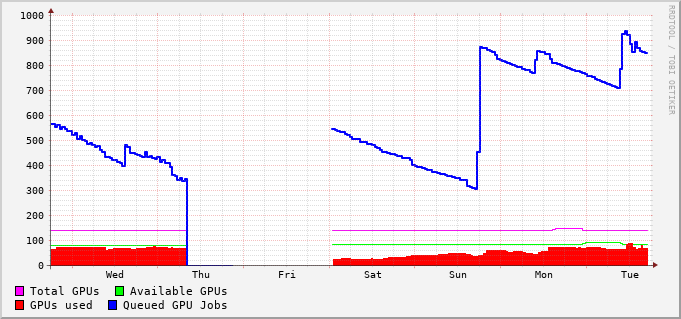 1000
900
800
700
600
500
400
300
200
100
0
Wed Thu Fri Sat Sun Mon Tue
Total GPUs Available GPUs
GPUs used Queued GPU Jobs
RRDTOOL / TOBI OETIKER